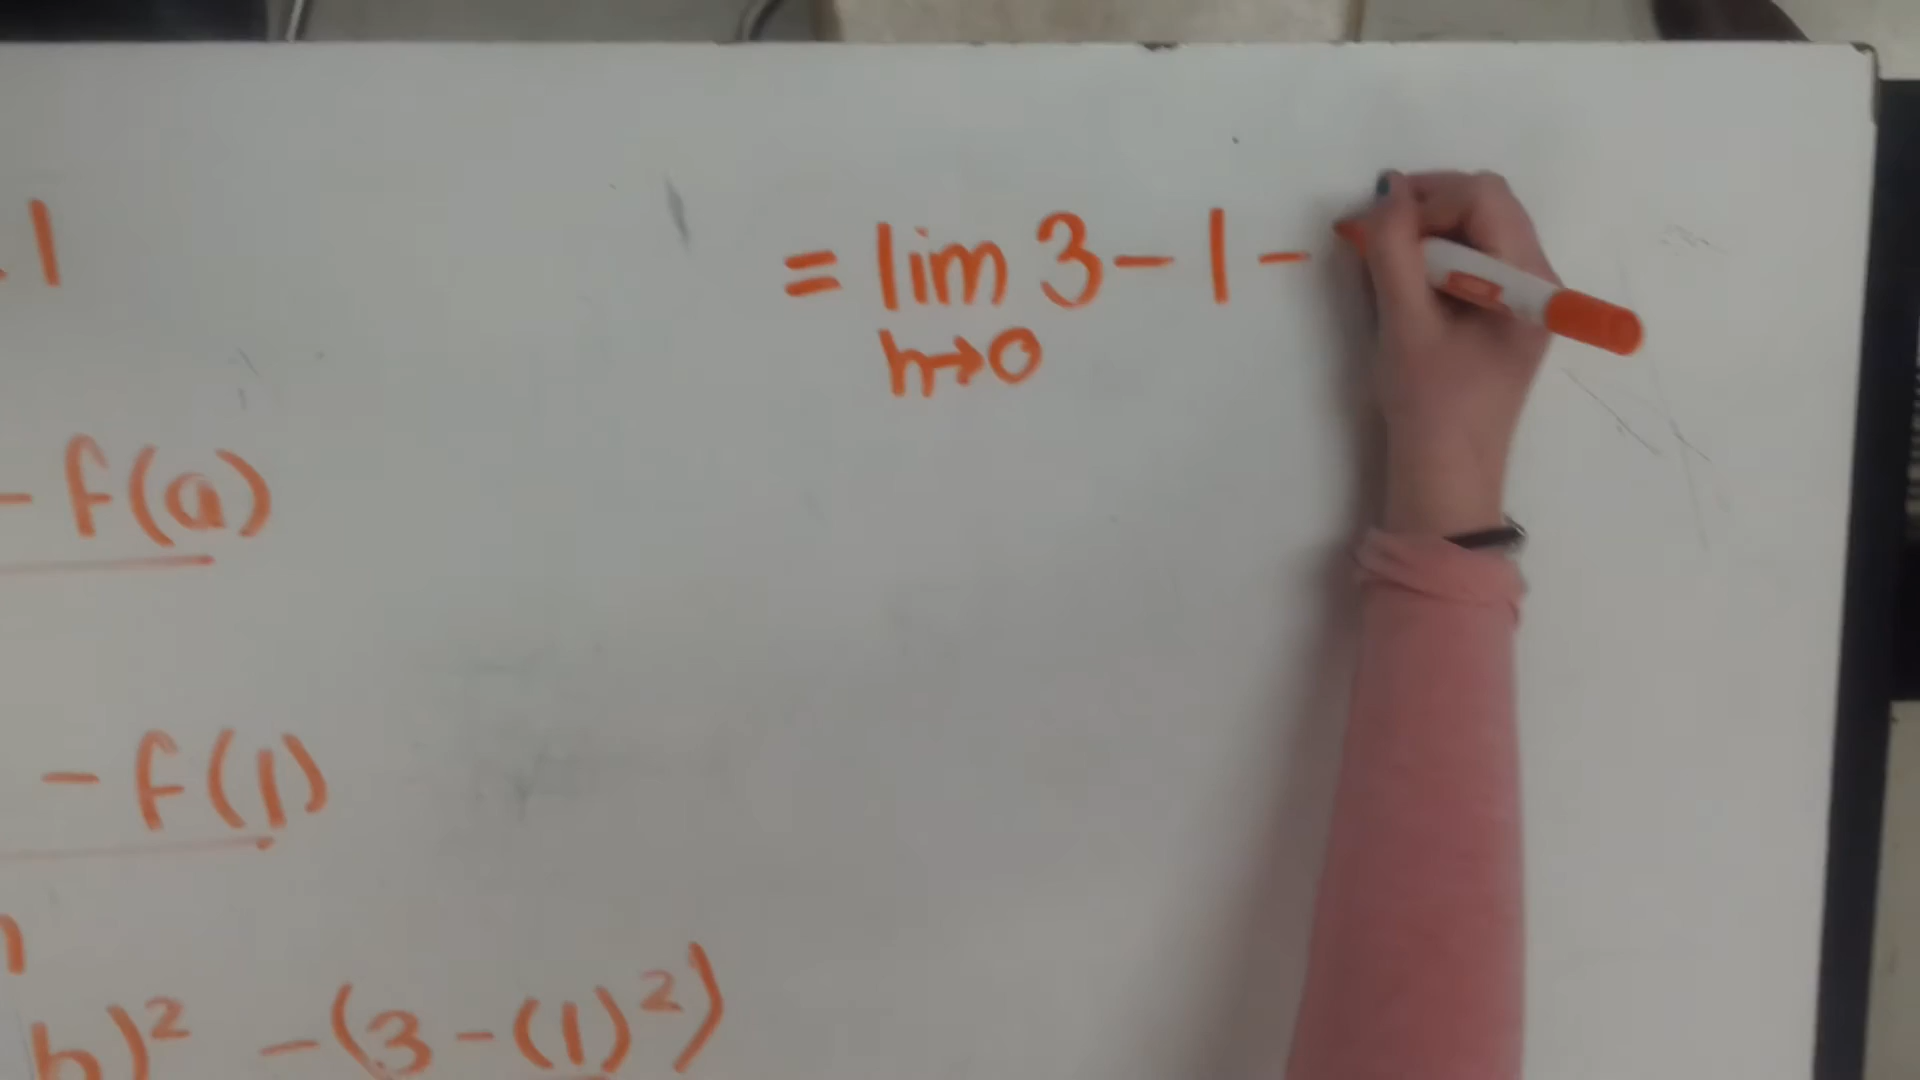 1
= lim 3 - 1 -
h→0
- f(a)
- f(1)
h)² - (3 - (1)²)